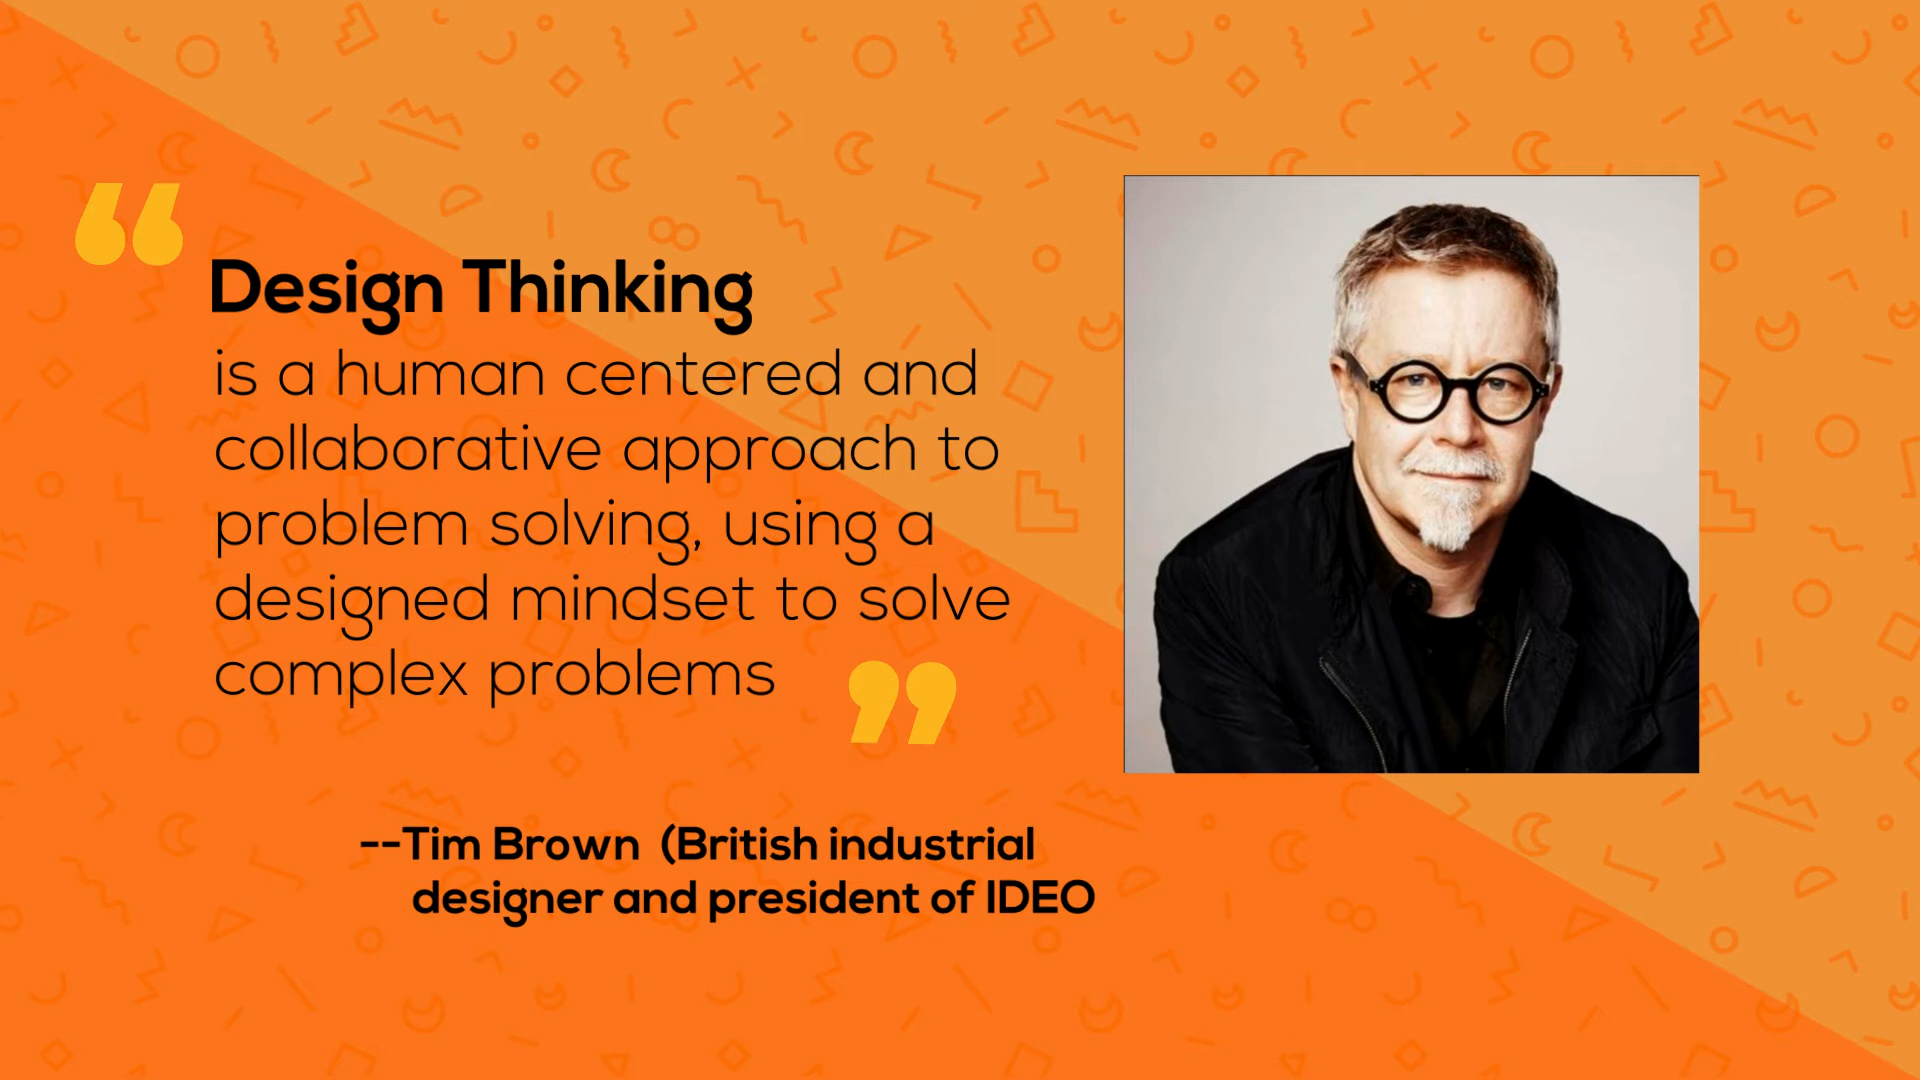 “
Design Thinking
is a human centered and
collaborative approach to
problem solving, using a
designed mindset to solve
complex problems
”
--Tim Brown (British industrial
designer and president of IDEO